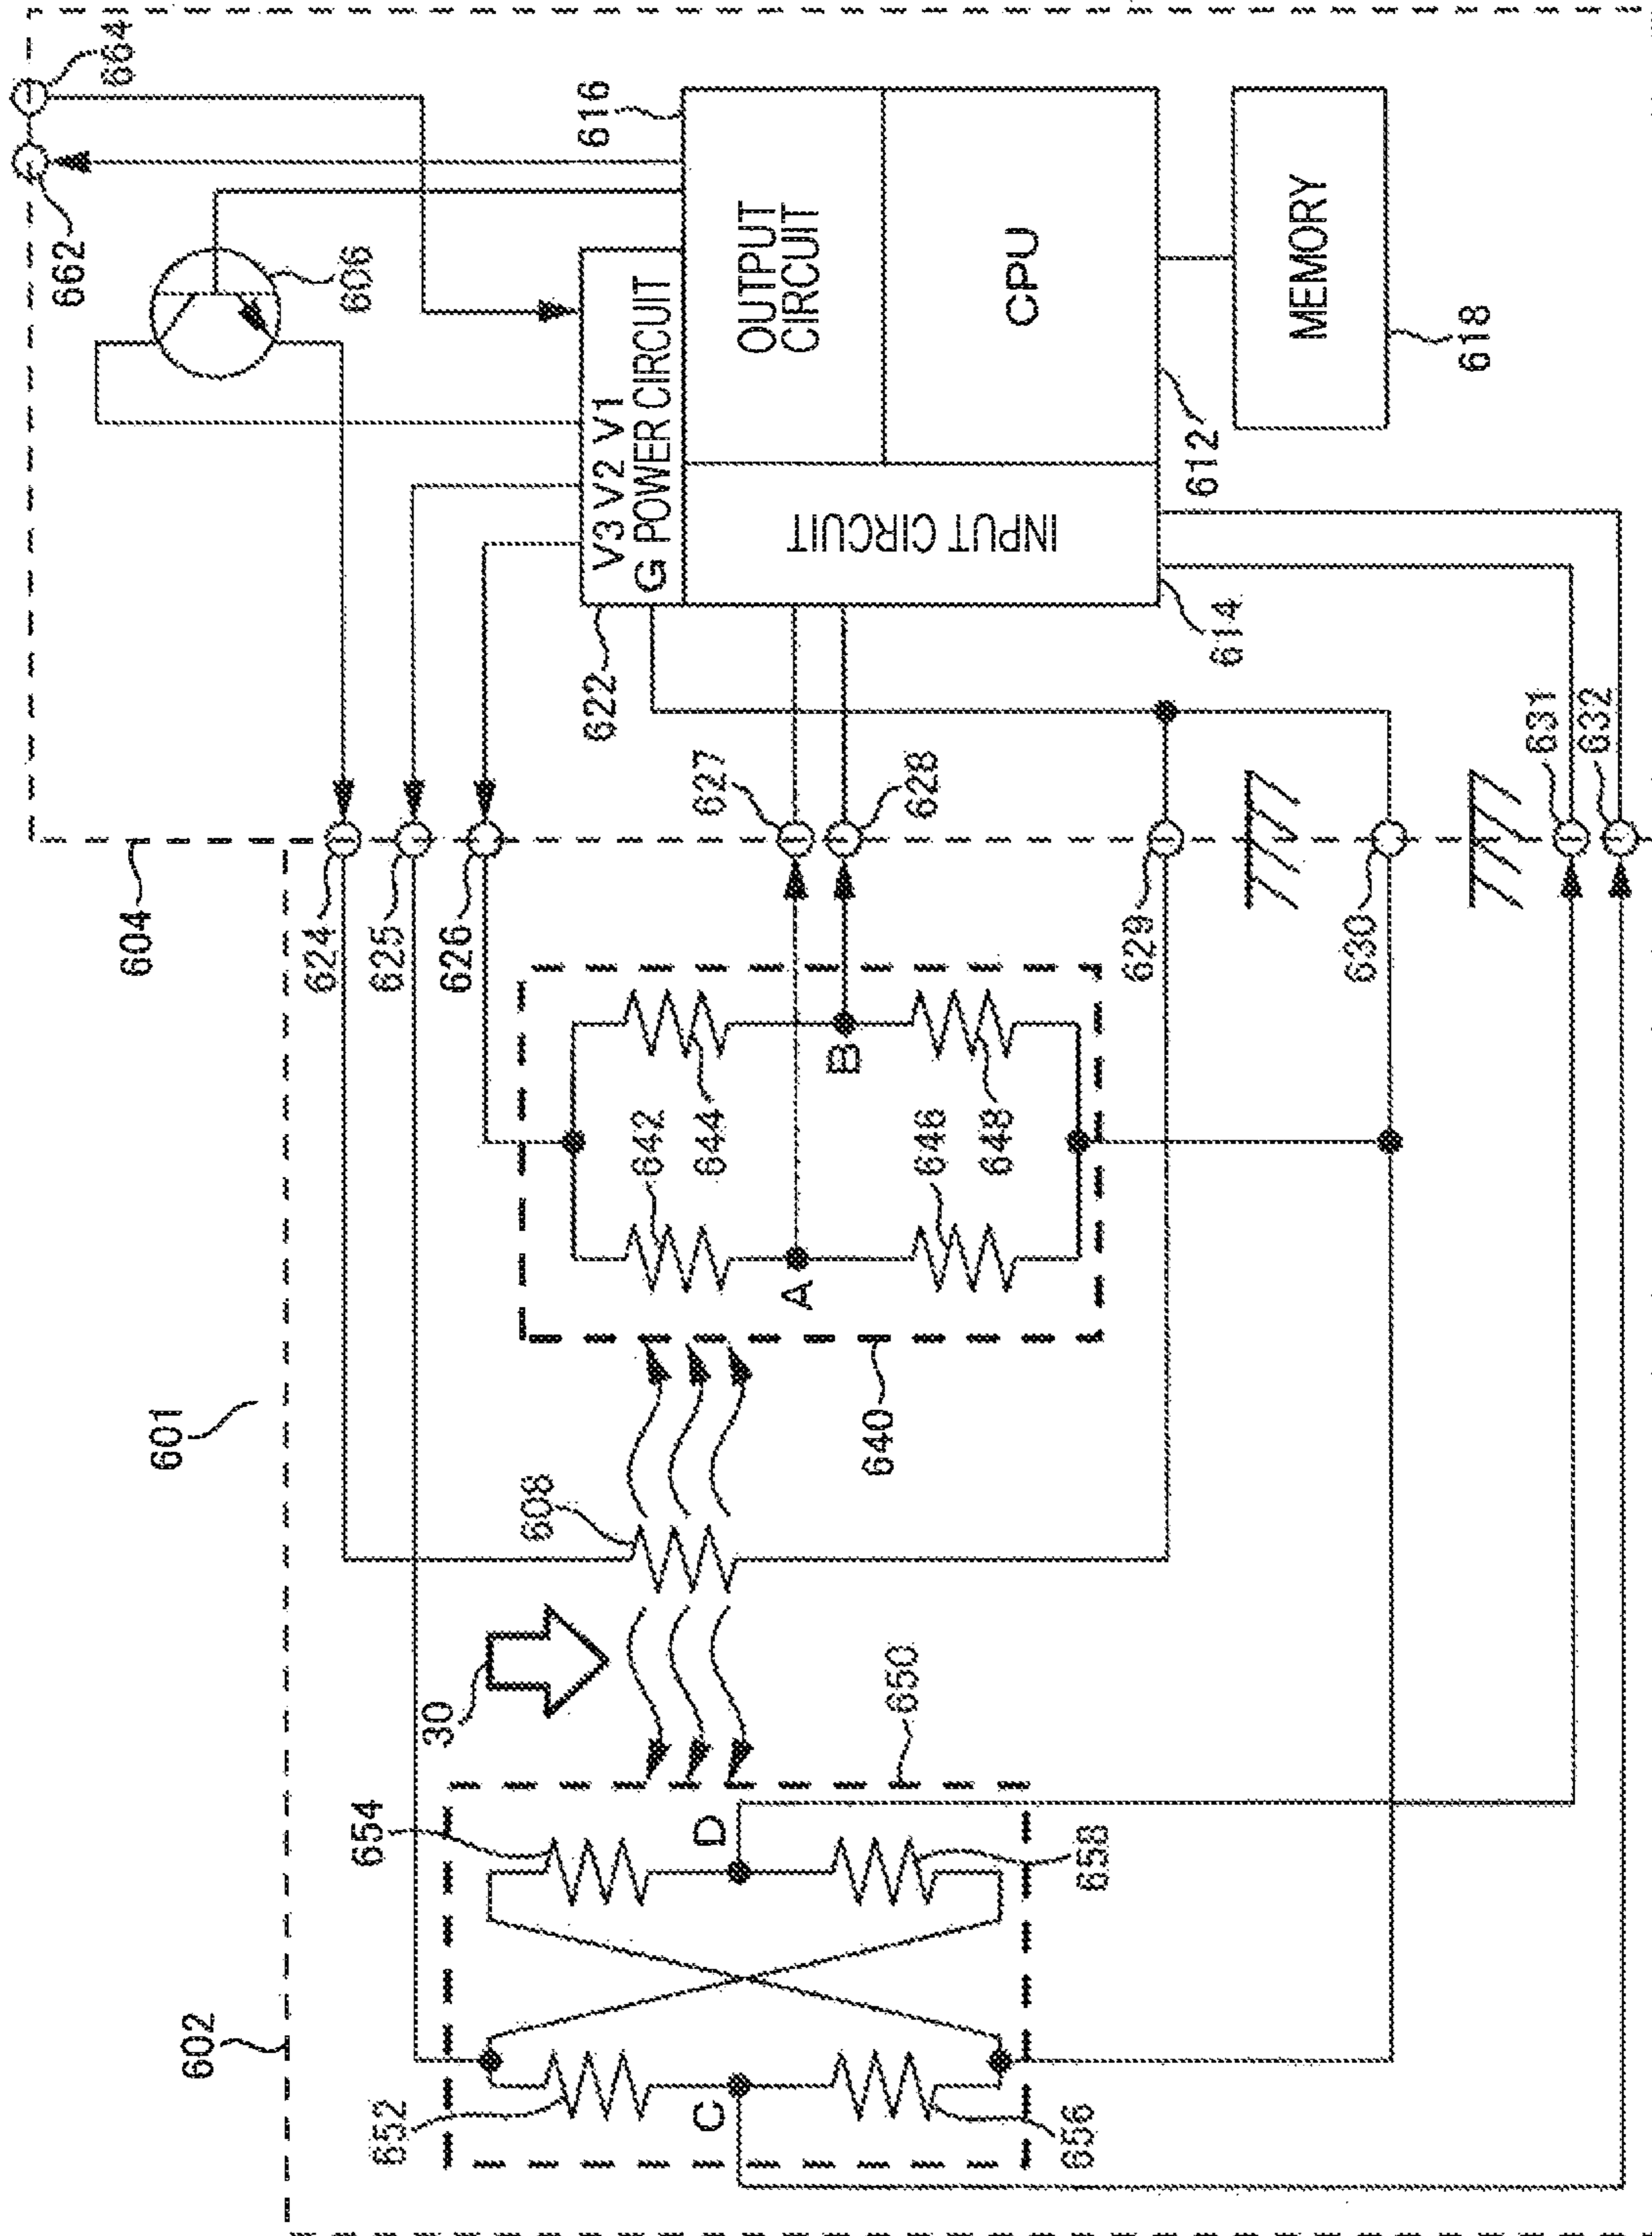 662
664
604
601
602
606
624
625
654
652
626
30
608
616
622
V3 V2 V1
G POWER CIRCUIT
642
644
C
D
627
OUTPUT
CIRCUIT
A
B
INPUT CIRCUIT
640
650
628
646
648
CPU
656
658
629
612
614
MEMORY
630
618
631
632